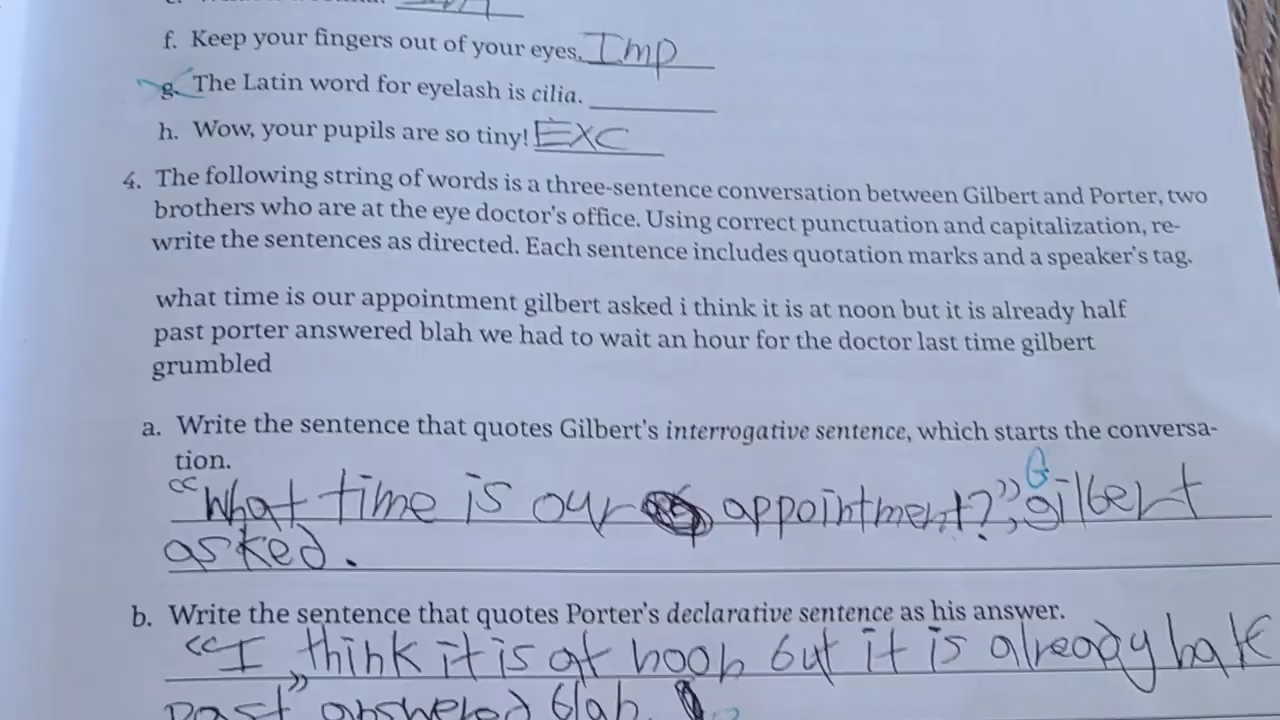 f. Keep your fingers out of your eyes. Imp
g. The Latin word for eyelash is cilia.
h. Wow, your pupils are so tiny! EXC
4. The following string of words is a three-sentence conversation between Gilbert and Porter, two
brothers who are at the eye doctor's office. Using correct punctuation and capitalization, re-
write the sentences as directed. Each sentence includes quotation marks and a speaker's tag.
what time is our appointment gilbert asked i think it is at noon but it is already half
past porter answered blah we had to wait an hour for the doctor last time gilbert
grumbled
a. Write the sentence that quotes Gilbert's interrogative sentence, which starts the conversa-
tion.
G
"What time is our appointment?", gilbert
asked.
b. Write the sentence that quotes Porter's declarative sentence as his answer.
"I think it is at noon but it is already half
past" answered blah.